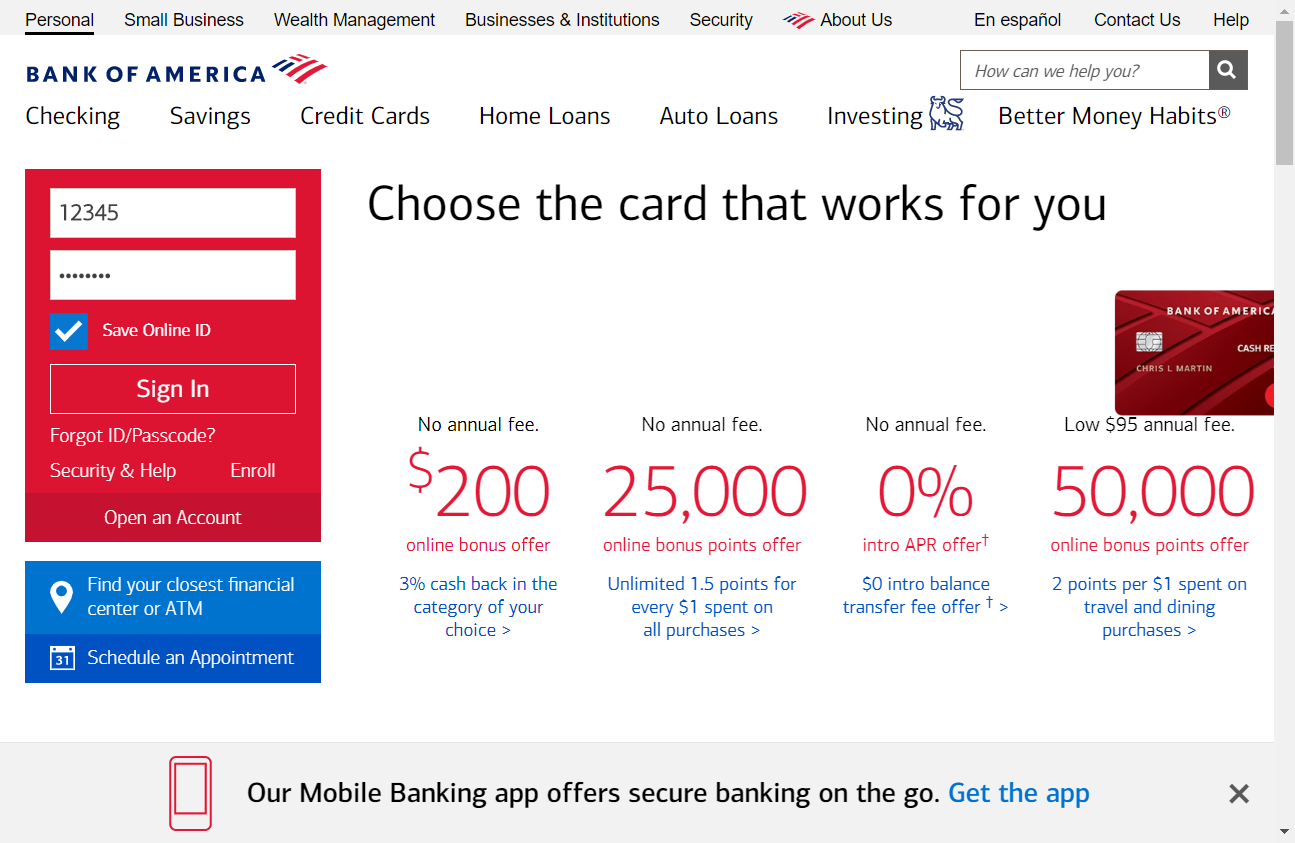 Personal Small Business Wealth Management Businesses & Institutions Security About Us En español Contact Us Help
BANK OF AMERICA
How can we help you?
Checking Savings Credit Cards Home Loans Auto Loans Investing Better Money Habits®
12345
••••••••
Save Online ID
Sign In
Forgot ID/Passcode?
Security & Help Enroll
Open an Account
Find your closest financial
center or ATM
31 Schedule an Appointment
Choose the card that works for you
BANK OF AMERICA
CASH RE
CHRIS L MARTIN
No annual fee.
$200
online bonus offer
3% cash back in the
category of your
choice >
No annual fee.
25,000
online bonus points offer
Unlimited 1.5 points for
every $1 spent on
all purchases >
No annual fee.
0%
intro APR offer†
$0 intro balance
transfer fee offer † >
Low $95 annual fee.
50,000
online bonus points offer
2 points per $1 spent on
travel and dining
purchases >
Our Mobile Banking app offers secure banking on the go. Get the app